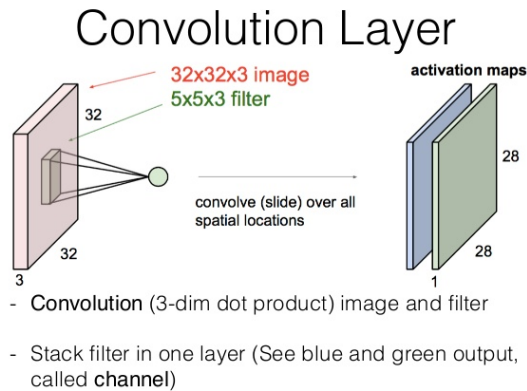 Convolution Layer
32x32x3 image
5x5x3 filter
activation maps
32
28
convolve (slide) over all
spatial locations
32
28
3
1
- Convolution (3-dim dot product) image and filter
- Stack filter in one layer (See blue and green output,
called channel)